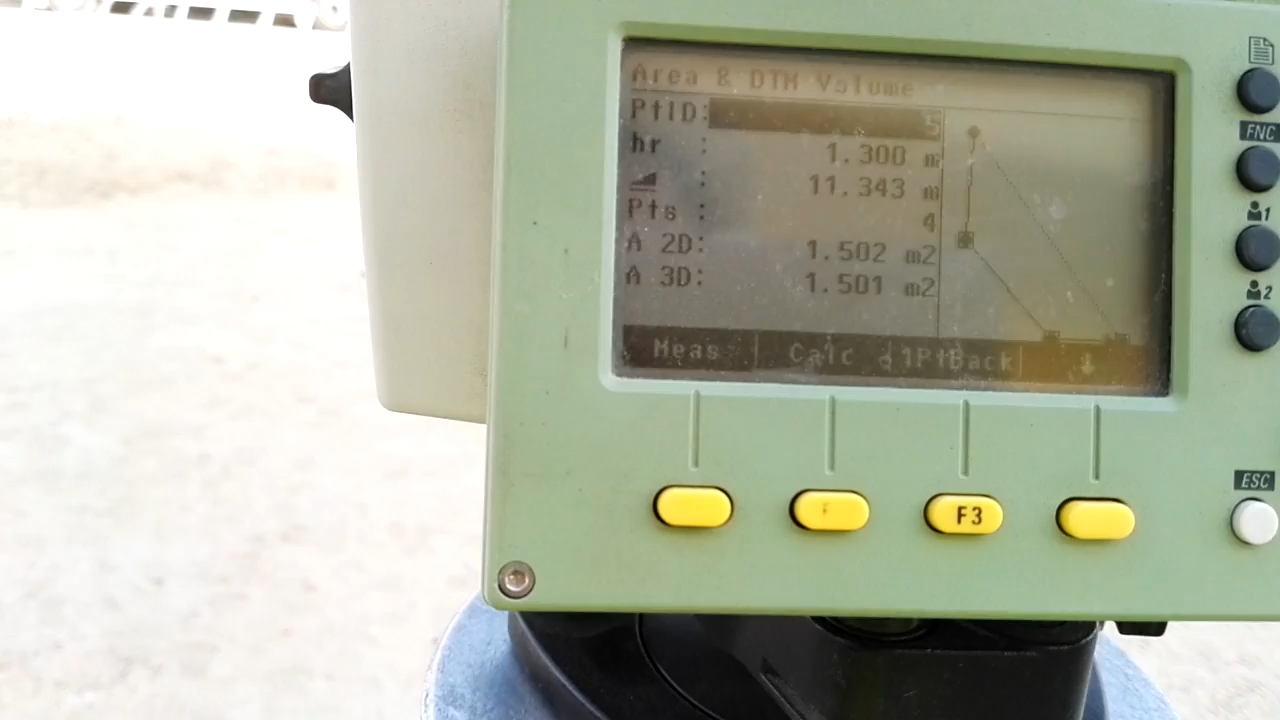 Area & DTM Volume
PtID: 5
hr : 1.300 m
: 11.343 m
Pts : 4
A 2D: 1.502 m2
A 3D: 1.501 m2
Meas Calc 1PtBack
FNC
1
2
F3
ESC